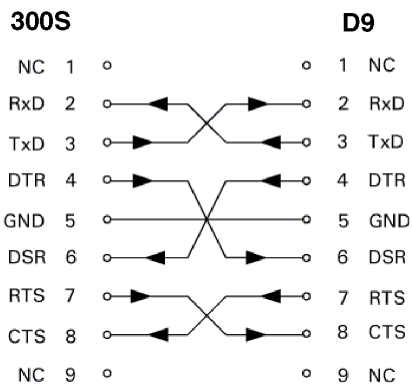 300S D9
NC 1 1 NC
RxD 2 2 RxD
TxD 3 3 TxD
DTR 4 4 DTR
GND 5 5 GND
DSR 6 6 DSR
RTS 7 7 RTS
CTS 8 8 CTS
NC 9 9 NC